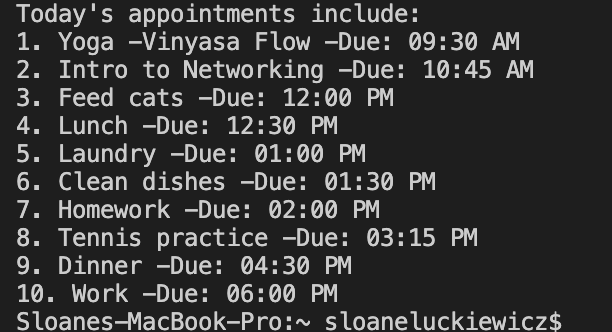 Today's appointments include:
1. Yoga –Vinyasa Flow –Due: 09:30 AM
2. Intro to Networking –Due: 10:45 AM
3. Feed cats –Due: 12:00 PM
4. Lunch –Due: 12:30 PM
5. Laundry –Due: 01:00 PM
6. Clean dishes –Due: 01:30 PM
7. Homework –Due: 02:00 PM
8. Tennis practice –Due: 03:15 PM
9. Dinner –Due: 04:30 PM
10. Work –Due: 06:00 PM
Sloanes-MacBook-Pro:~ sloaneluckiewicz$